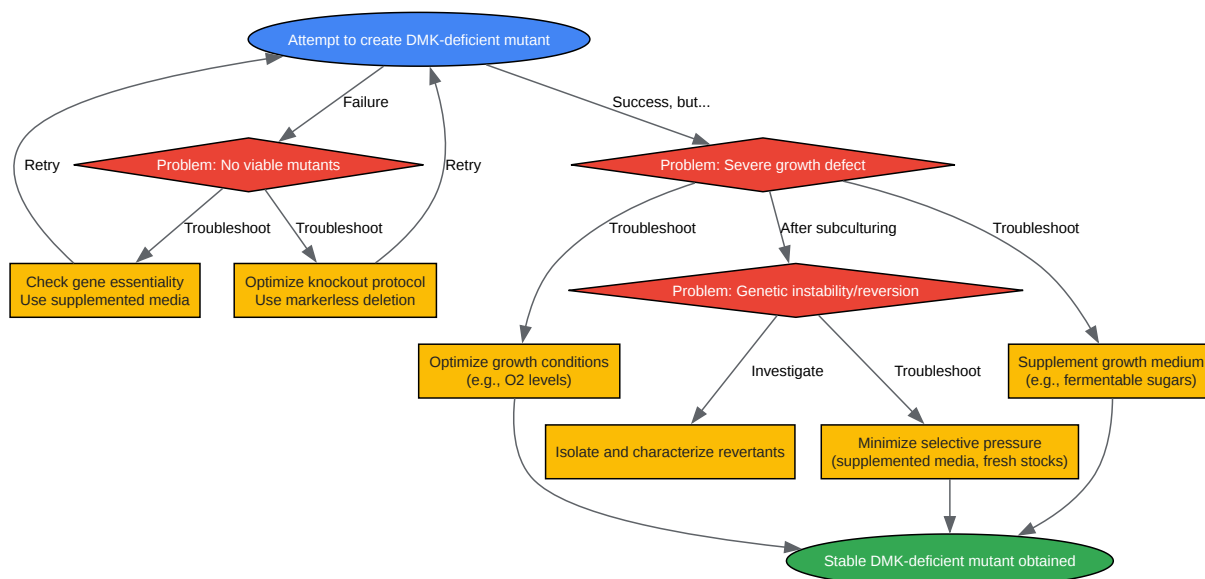 Attempt to create DMK-deficient mutant
Failure
Success, but...
Retry
Problem: No viable mutants
Retry
Problem: Severe growth defect
Troubleshoot
Troubleshoot
Troubleshoot
After subculturing
Troubleshoot
Check gene essentiality
Use supplemented media
Optimize knockout protocol
Use markerless deletion
Problem: Genetic instability/reversion
Optimize growth conditions
(e.g., O2 levels)
Investigate
Troubleshoot
Supplement growth medium
(e.g., fermentable sugars)
Isolate and characterize revertants
Minimize selective pressure
(supplemented media, fresh stocks)
Stable DMK-deficient mutant obtained